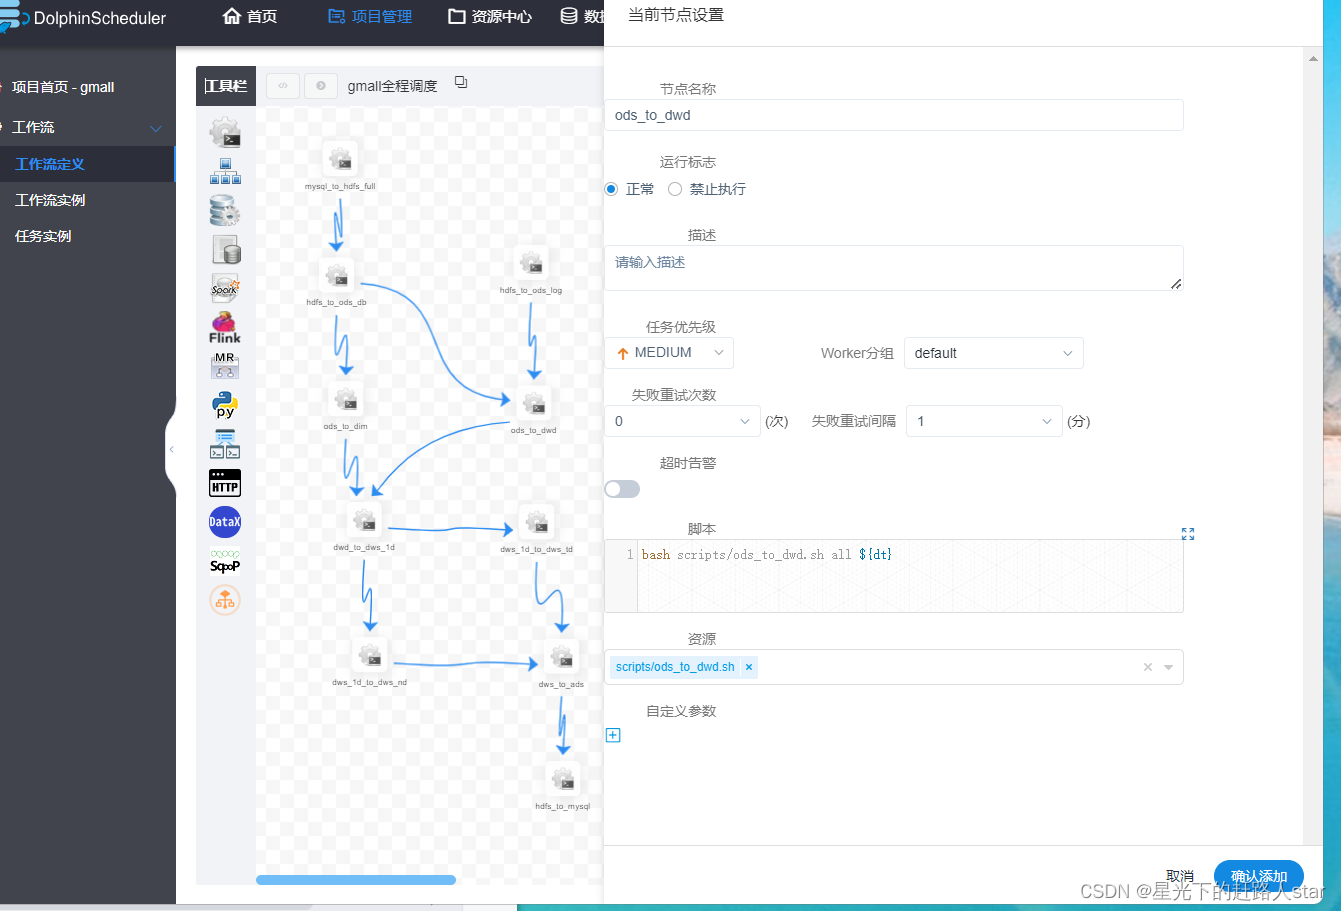 DolphinScheduler
首页
项目管理
资源中心
数据
当前节点设置
项目首页 - gmall
工作流
工作流定义
工作流实例
任务实例
工具栏
gmall全程调度
Spark
Flink
MR
py
HTTP
DataX
sqoop
mysql_to_hdfs_full
hdfs_to_ods_db
hdfs_to_ods_log
ods_to_dim
ods_to_dwd
dwd_to_dws_1d
dws_1d_to_dws_td
dws_1d_to_dws_nd
dws_to_ads
hdfs_to_mysql
节点名称
ods_to_dwd
运行标志
正常
禁止执行
描述
请输入描述
任务优先级
MEDIUM
Worker分组
default
失败重试次数
0
(次)
失败重试间隔
1
(分)
超时告警
脚本
1 bash scripts/ods_to_dwd.sh all ${dt}
资源
scripts/ods_to_dwd.sh ×
自定义参数
取消
确认添加
CSDN @星光下的赶路人star